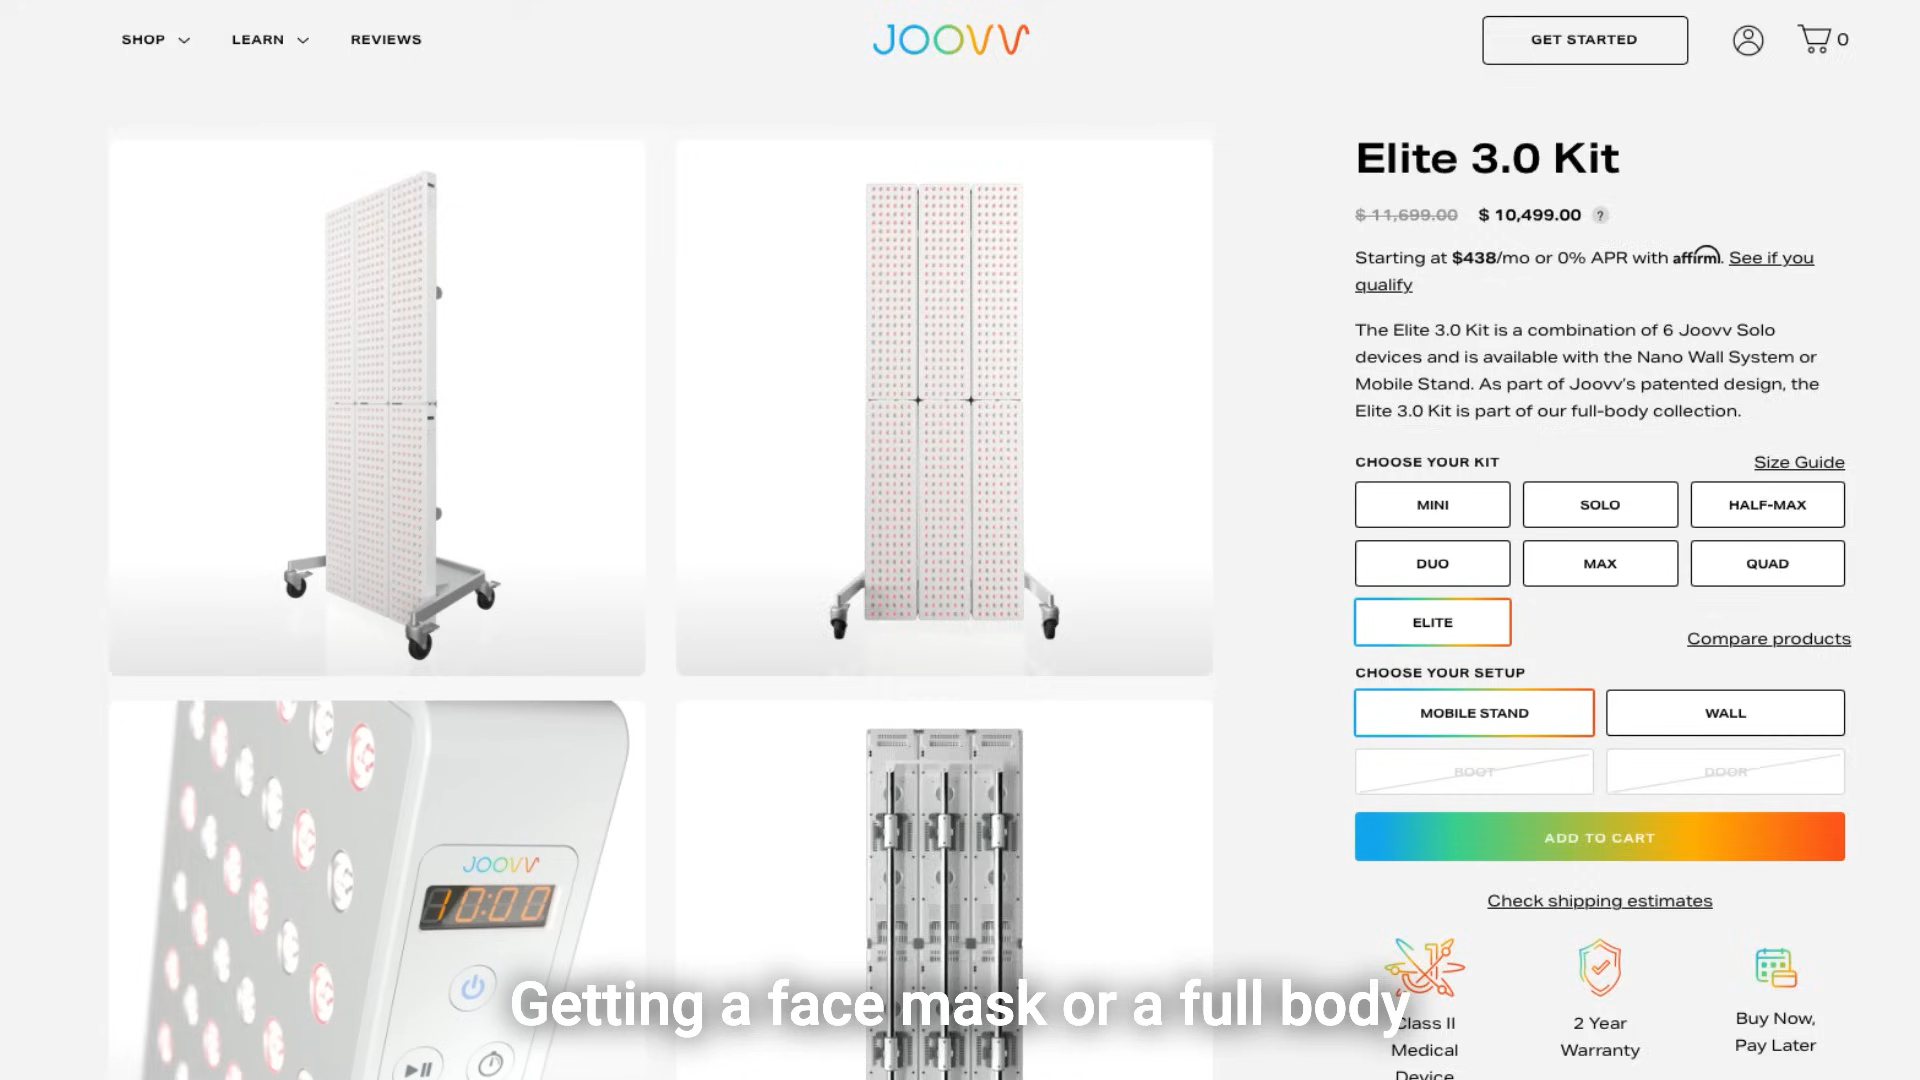 SHOP
LEARN
REVIEWS
JOOVV
GET STARTED
0
Elite 3.0 Kit
$ 11,699.00 $ 10,499.00 ?
Starting at $438/mo or 0% APR with affirm. See if you
qualify
The Elite 3.0 Kit is a combination of 6 Joovv Solo
devices and is available with the Nano Wall System or
Mobile Stand. As part of Joovv's patented design, the
Elite 3.0 Kit is part of our full-body collection.
CHOOSE YOUR KIT
Size Guide
MINI
SOLO
HALF-MAX
DUO
MAX
QUAD
ELITE
Compare products
CHOOSE YOUR SETUP
MOBILE STAND
WALL
BOOT
DOOR
ADD TO CART
Check shipping estimates
JOOVV
10:00
Class II
Medical
Device
2 Year
Warranty
Buy Now,
Pay Later
Getting a face mask or a full body